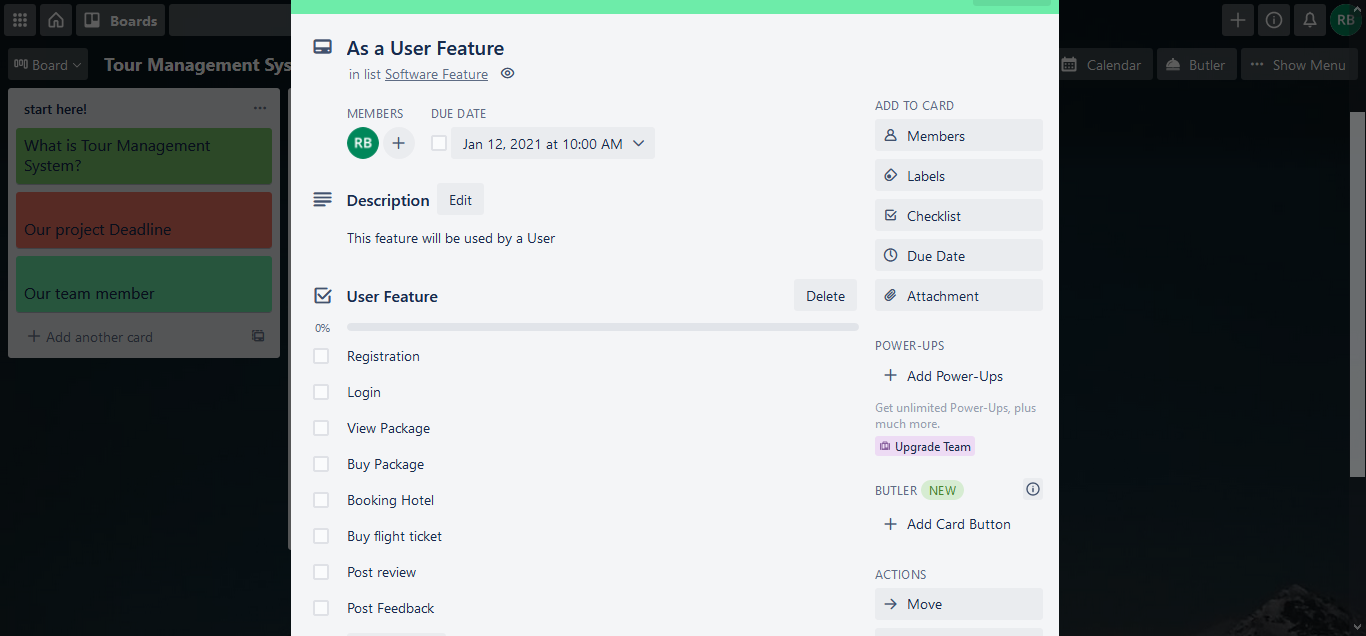 Boards
RB
Board
Tour Management Sys
Calendar
Butler
Show Menu
start here!
What is Tour Management
System?
Our project Deadline
Our team member
Add another card
As a User Feature
in list Software Feature
MEMBERS
DUE DATE
RB
Jan 12, 2021 at 10:00 AM
Description
Edit
This feature will be used by a User
User Feature
Delete
0%
Registration
Login
View Package
Buy Package
Booking Hotel
Buy flight ticket
Post review
Post Feedback
ADD TO CARD
Members
Labels
Checklist
Due Date
Attachment
POWER-UPS
Add Power-Ups
Get unlimited Power-Ups, plus
much more.
Upgrade Team
BUTLER NEW
Add Card Button
ACTIONS
Move